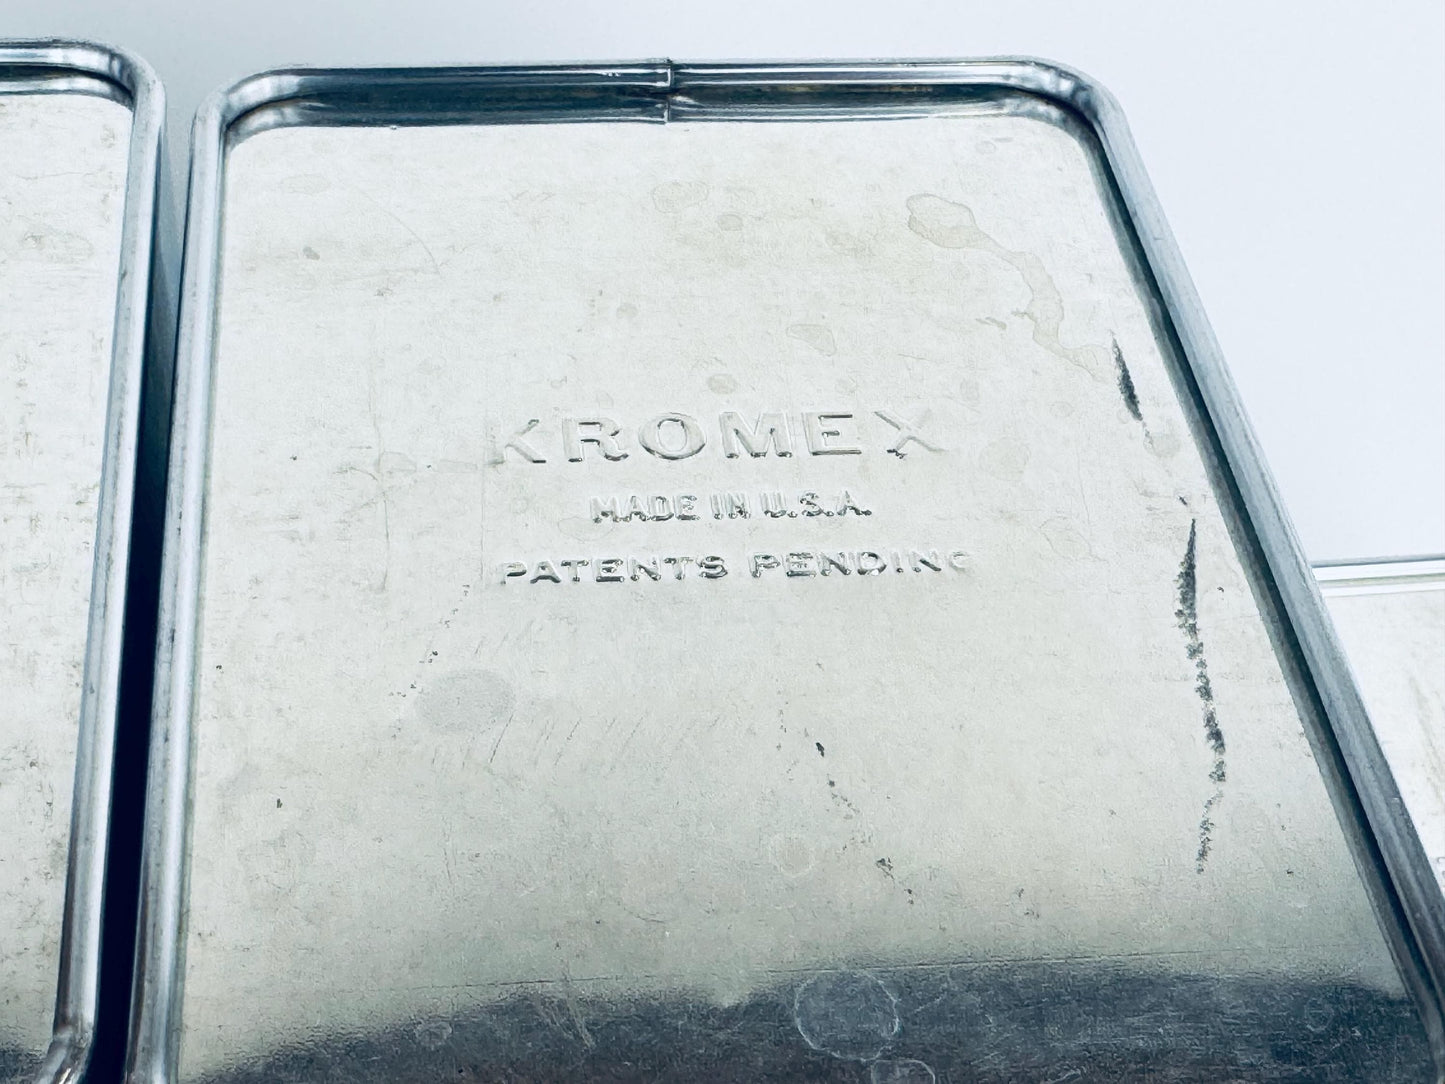 KROMEX
MADE IN U.S.A.
PATENTS PENDING